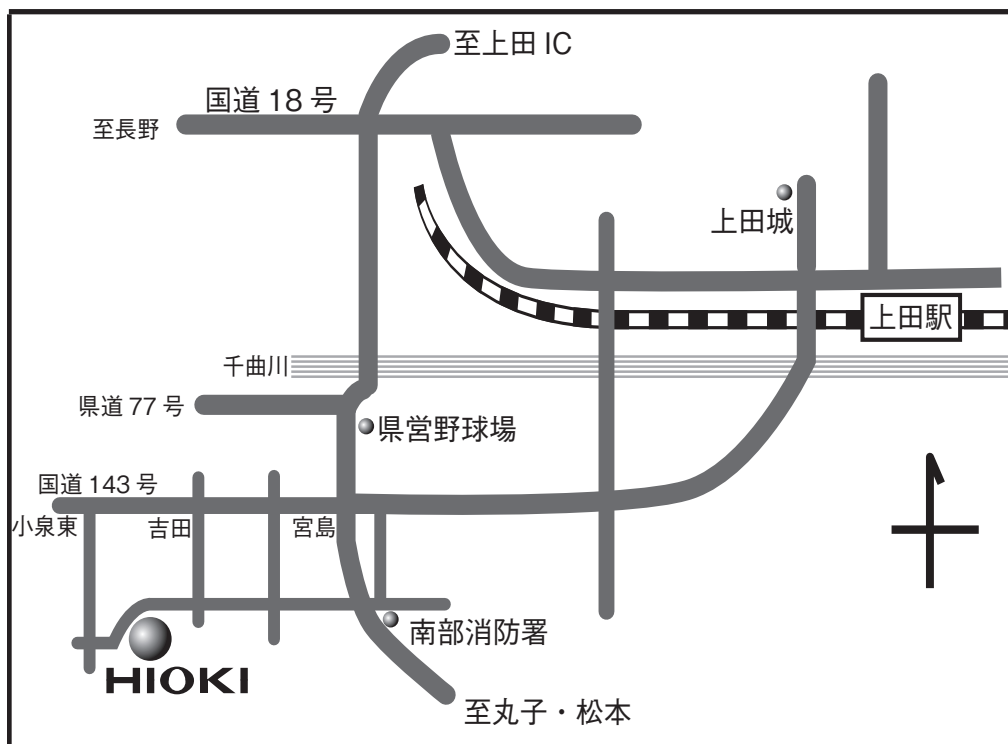 至上田 IC
国道 18 号
至長野
上田城
上田駅
千曲川
県道 77 号
県営野球場
国道 143 号
小泉東
吉田
宮島
南部消防署
HIOKI
至丸子・松本